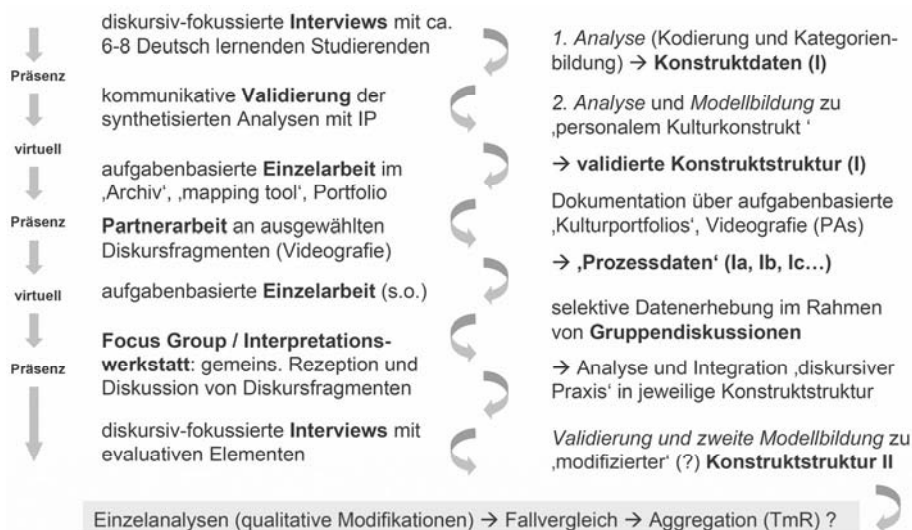 diskursiv-fokussierte Interviews mit ca.
6-8 Deutsch lernenden Studierenden
Präsenz
kommunikative Validierung der
synthetisierten Analysen mit IP
virtuell
aufgabenbasierte Einzelarbeit im
‚Archiv‘, ‚mapping tool‘, Portfolio
Präsenz
Partnerarbeit an ausgewählten
Diskursfragmenten (Videografie)
virtuell
aufgabenbasierte Einzelarbeit (s.o.)
Focus Group / Interpretations-
werkstatt: gemeins. Rezeption und
Präsenz
Diskussion von Diskursfragmenten
diskursiv-fokussierte Interviews mit
evaluativen Elementen
1. Analyse (Kodierung und Kategorien-
bildung) → Konstruktdaten (I)
2. Analyse und Modellbildung zu
‚personalem Kulturkonstrukt ‘
→ validierte Konstruktstruktur (I)
Dokumentation über aufgabenbasierte
‚Kulturportfolios‘, Videografie (PAs)
→ ‚Prozessdaten‘ (Ia, Ib, Ic…)
selektive Datenerhebung im Rahmen
von Gruppendiskussionen
→ Analyse und Integration ‚diskursiver
Praxis‘ in jeweilige Konstruktstruktur
Validierung und zweite Modellbildung zu
‚modifizierter‘ (?) Konstruktstruktur II
Einzelanalysen (qualitative Modifikationen) → Fallvergleich → Aggregation (TmR) ?